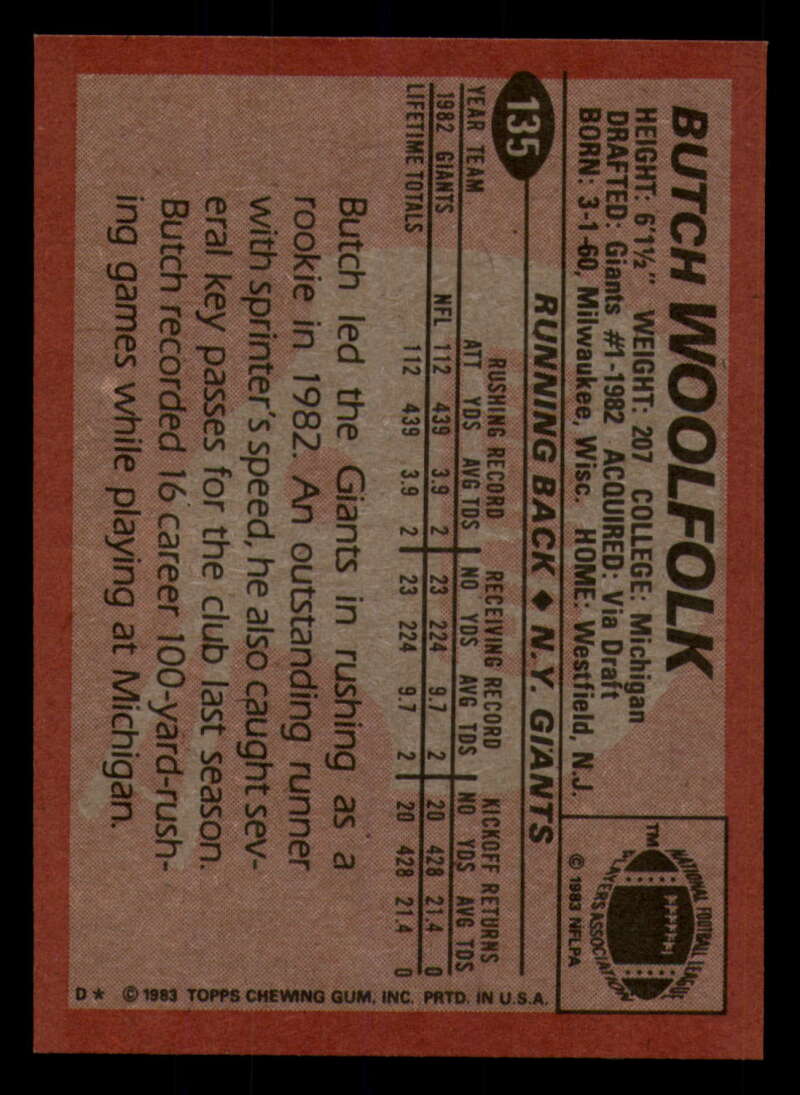 BUTCH WOOLFOLK
HEIGHT: 6'1½" WEIGHT: 207 COLLEGE: Michigan
DRAFTED: Giants #1-1982 ACQUIRED: Via Draft
BORN: 3-1-60, Milwaukee, Wisc. HOME: Westfield, N.J.
TM
NATIONAL FOOTBALL LEAGUE
PLAYERS ASSOCIATION
© 1983 NFLPA
135
RUNNING BACK ♦ N.Y. GIANTS
RUSHING RECORD RECEIVING RECORD KICKOFF RETURNS
YEAR TEAM ATT YDS AVG TDS NO YDS AVG TDS NO YDS AVG TDS
1982 GIANTS NFL 112 439 3.9 2 23 224 9.7 2 20 428 21.4 0
LIFETIME TOTALS 112 439 3.9 2 23 224 9.7 2 20 428 21.4 0
Butch led the Giants in rushing as a
rookie in 1982. An outstanding runner
with sprinter's speed, he also caught sev-
eral key passes for the club last season.
Butch recorded 16 career 100-yard-rush-
ing games while playing at Michigan.
D* © 1983 TOPPS CHEWING GUM, INC. PRTD. IN U.S.A.